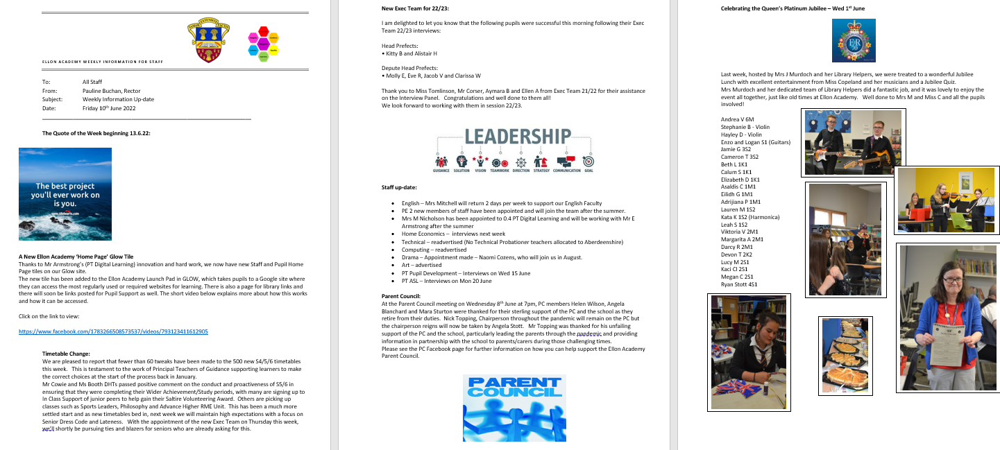 ELLON ACADEMY WEEKLY INFORMATION FOR STAFF
To: All Staff
From: Pauline Buchan, Rector
Subject: Weekly Information Up-date
Date: Friday 10th June 2022
The Quote of the Week beginning 13.6.22:
The best project
you'll ever work on
is you.
A New Ellon Academy ‘Home Page’ Glow Tile
Thanks to Mr Armstrong’s (PT Digital Learning) innovation and hard work, we now have new Staff and Pupil Home
Page tiles on our Glow site.
The new tile has been added to the Ellon Academy Launch Pad in GLOW, which takes pupils to a Google site where
they can access the most regularly used or required websites for learning. There is also a page for library links and
there will soon be links posted for Pupil Support as well. The short video below explains more about how this works
and how it can be accessed.
Click on the link to view:
https://www.facebook.com/1783266508573537/videos/793123411612905
Timetable Change:
We are pleased to report that fewer than 60 tweaks have been made to the 500 new S4/5/6 timetables
this week. This is testament to the work of Principal Teachers of Guidance supporting learners to make
the correct choices at the start of the process back in January.
Mr Cowie and Ms Booth DHTs passed positive comment on the conduct and proactiveness of S5/6 in
ensuring that they were completing their Wider Achievement/Study periods, with many are signing up to
In Class Support of junior peers to help gain their Saltire Volunteering Award. Others are picking up
classes such as Sports Leaders, Philosophy and Advance Higher RME Unit. This has been a much more
settled start and as new timetables bed in, next week we will maintain high expectations with a focus on
Senior Dress Code and Lateness. With the appointment of the new Exec Team on Thursday this week,
we’ll shortly be pursuing ties and blazers for seniors who are already asking for this.
New Exec Team for 22/23:
I am delighted to let you know that the following pupils were successful this morning following their Exec
Team 22/23 interviews:
Head Prefects:
• Kitty B and Alistair H
Depute Head Prefects:
• Molly E, Eve R, Jacob V and Clarissa W
Thank you to Miss Tomlinson, Mr Corser, Aymara B and Ellen A from Exec Team 21/22 for their assistance
on the Interview Panel. Congratulations and well done to them all!
We look forward to working with them in session 22/23.
LEADERSHIP
GUIDANCE SOLUTION VISION TEAMWORK DIRECTION STRATEGY COMMUNICATION GOAL
Staff up-date:
• English – Mrs Mitchell will return 2 days per week to support our English Faculty
• PE 2 new members of staff have been appointed and will join the team after the summer.
• Mrs M Nicholson has been appointed to 0.4 PT Digital Learning and will be working with Mr E
Armstrong after the summer
• Home Economics – interviews next week
• Technical – readvertised (No Technical Probationer teachers allocated to Aberdeenshire)
• Computing – readvertised
• Drama – Appointment made – Naomi Cozens, who will join us in August.
• Art – advertised
• PT Pupil Development – Interviews on Wed 15 June
• PT ASL – Interviews on Mon 20 June
Parent Council:
At the Parent Council meeting on Wednesday 8th June at 7pm, PC members Helen Wilson, Angela
Blanchard and Mara Sturton were thanked for their sterling support of the PC and the school as they
retire from their duties. Nick Topping, Chairperson throughout the pandemic will remain on the PC but
the chairperson reigns will now be taken by Angela Stott. Mr Topping was thanked for his unfailing
support of the PC and the school, particularly leading the parents through the pandemic and providing
information in partnership with the school to parents/carers during those challenging times.
Please see the PC Facebook page for further information on how you can help support the Ellon Academy
Parent Council.
PARENT
COUNCIL
Celebrating the Queen’s Platinum Jubilee – Wed 1st June
Last week, hosted by Mrs J Murdoch and her Library Helpers, we were treated to a wonderful Jubilee
Lunch with excellent entertainment from Miss Copeland and her musicians and a Jubilee Quiz.
Mrs Murdoch and her dedicated team of Library Helpers did a fantastic job, and it was lovely to enjoy the
event all together, just like old times at Ellon Academy. Well done to Mrs M and Miss C and all the pupils
involved!
Andrea V 6M
Stephanie B - Violin
Hayley D - Violin
Enzo and Logan S1 (Guitars)
Jamie G 3S2
Cameron T 3S2
Beth L 1K1
Calum S 1K1
Elizabeth D 1K1
Asaldis C 1M1
Eilidh G 1M1
Adrijiana P 1M1
Lauren M 1S2
Kata K 1S2 (Harmonica)
Leah S 1S2
Viktoria V 2M1
Margarita A 2M1
Darcy R 2M1
Devon T 2K2
Lucy M 2S1
Kaci Cl 2S1
Megan C 2S1
Ryan Stott 4S1